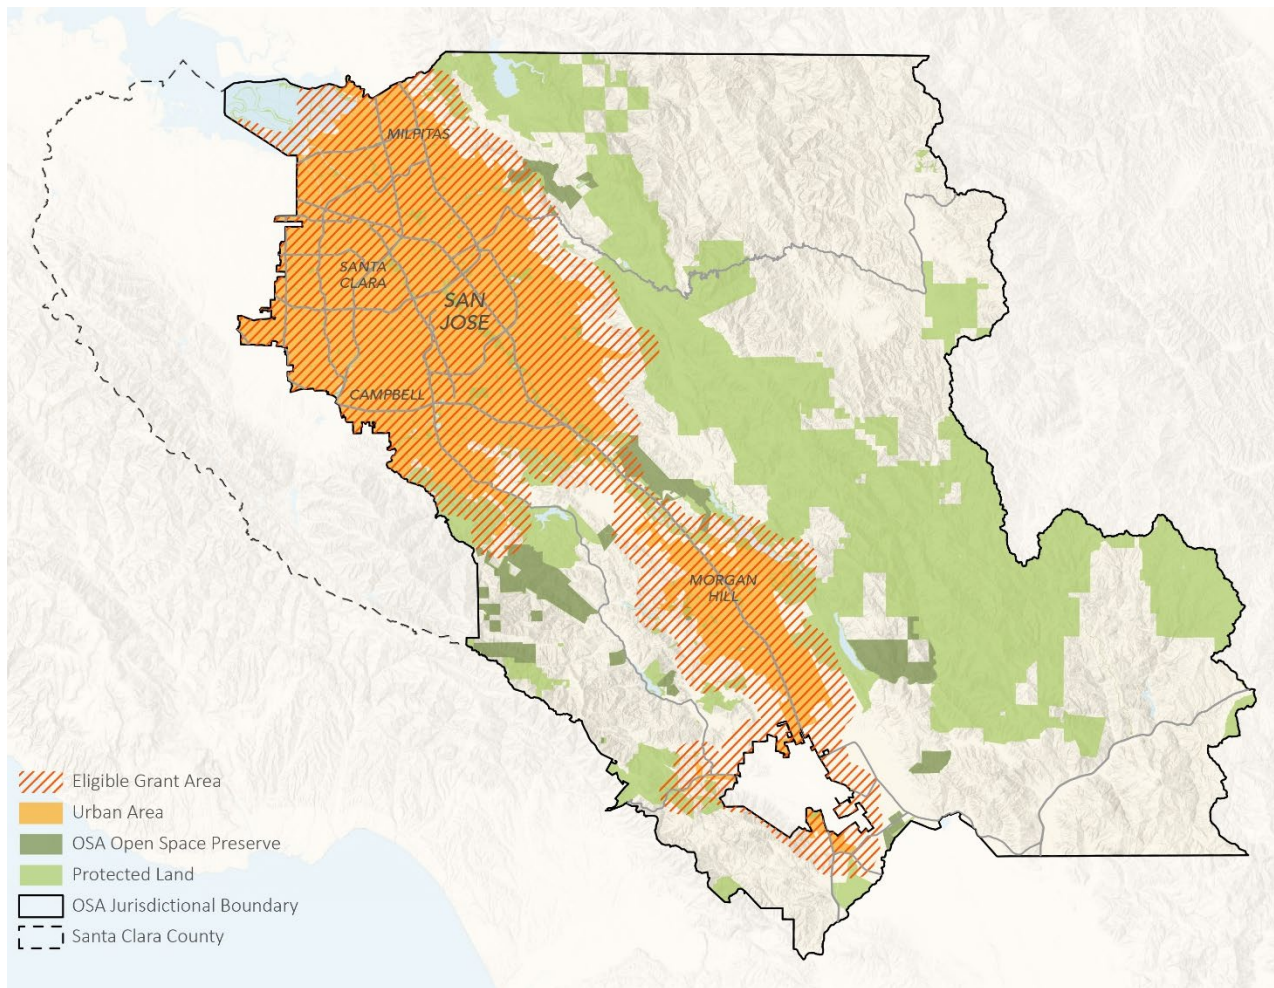 MILPITAS
SANTA
CLARA
SAN
JOSE
CAMPBELL
MORGAN
HILL
Eligible Grant Area
Urban Area
OSA Open Space Preserve
Protected Land
OSA Jurisdictional Boundary
Santa Clara County